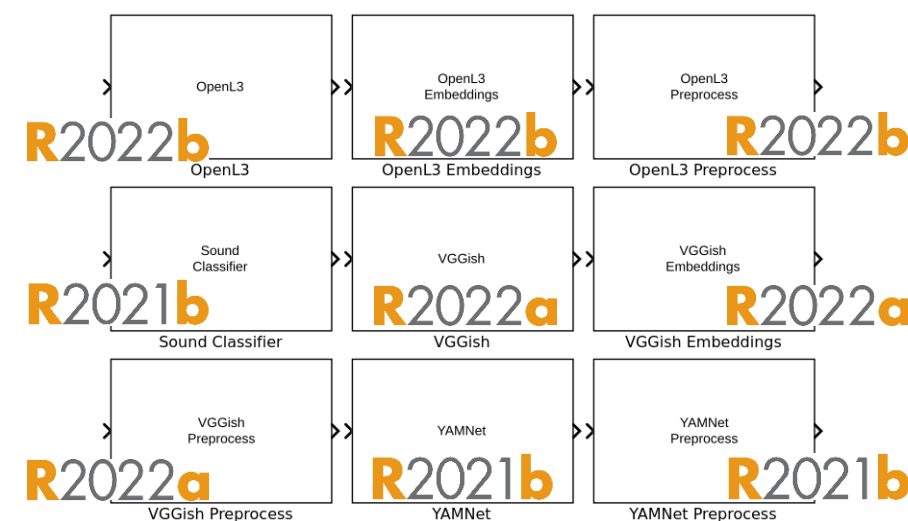 OpenL3
OpenL3
Embeddings
OpenL3
Preprocess
R2022b
R2022b
R2022b
OpenL3
OpenL3 Embeddings
OpenL3 Preprocess
Sound
Classifier
VGGish
VGGish
Embeddings
R2021b
R2022a
R2022a
Sound Classifier
VGGish
VGGish Embeddings
VGGish
Preprocess
YAMNet
YAMNet
Preprocess
R2022a
R2021b
R2021b
VGGish Preprocess
YAMNet
YAMNet Preprocess